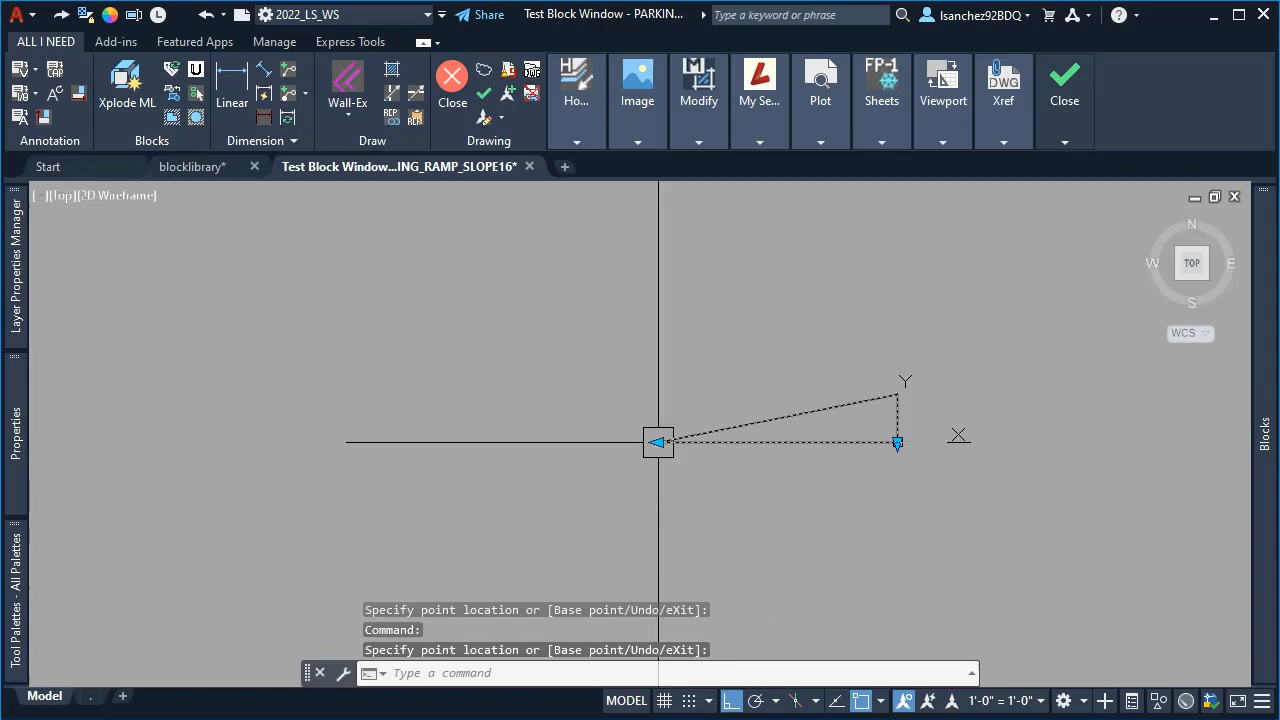 2022_LS_WS
Share
Test Block Window - PARKIN...
Type a keyword or phrase
lsanchez92BDQ
ALL I NEED
Add-ins
Featured Apps
Manage
Express Tools
Xplode ML
Linear
Wall-Ex
REP
REP
Close
Ho...
Image
Modify
My Se...
Plot
FP-1
Sheets
Viewport
DWG
Xref
Close
Annotation
Blocks
Dimension
Draw
Drawing
Start
blocklibrary*
Test Block Window...ING_RAMP_SLOPE16*
[−][Top][2D Wireframe]
Layer Properties Manager
Properties
Tool Palettes - All Palettes
N
W
TOP
E
S
WCS
Blocks
Y
X
Specify point location or [Base point/Undo/eXit]:
Command:
Specify point location or [Base point/Undo/eXit]:
Type a command
Model
.
MODEL
1'-0" = 1'-0"